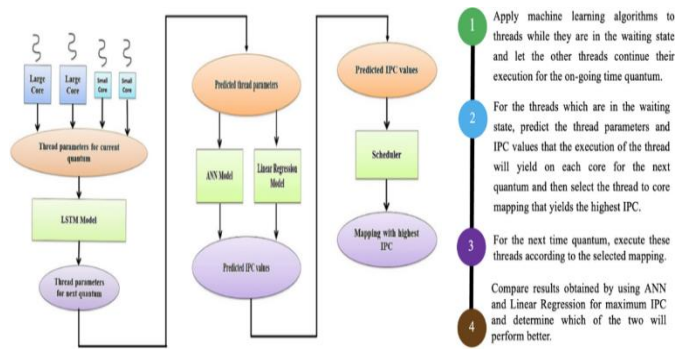 Large
Core
Large
Core
Small
Core
Small
Core
Thread parameters for current
quantum
LSTM Model
Thread parameters
for next quantum
Predicted thread parameters
ANN Model
Linear Regression
Model
Predicted IPC values
Predicted IPC values
Scheduler
Mapping with highest
IPC
1
Apply machine learning algorithms to
threads while they are in the waiting state
and let the other threads continue their
execution for the on-going time quantum.
2
For the threads which are in the waiting
state, predict the thread parameters and
IPC values that the execution of the thread
will yield on each core for the next
quantum and then select the thread to core
mapping that yields the highest IPC.
3
For the next time quantum, execute these
threads according to the selected mapping.
4
Compare results obtained by using ANN
and Linear Regression for maximum IPC
and determine which of the two will
perform better.